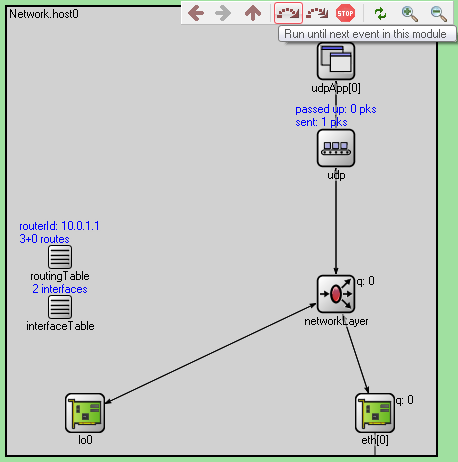 Network.host0
STOP
Run until next event in this module
udpApp[0]
passed up: 0 pks
sent: 1 pks
udp
routerId: 10.0.1.1
3+0 routes
routingTable
2 interfaces
interfaceTable
q: 0
networkLayer
lo0
q: 0
eth[0]